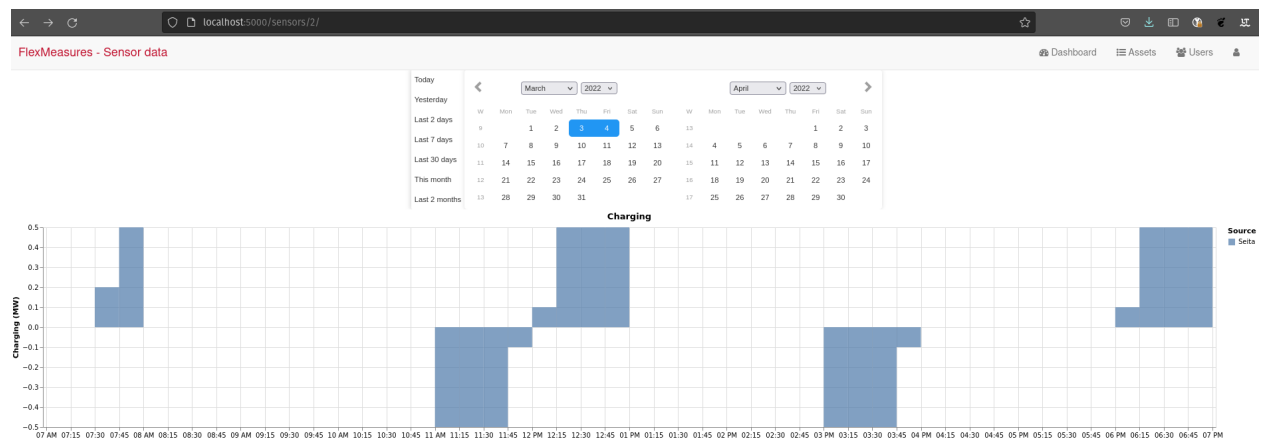 localhost:5000/sensors/2/
FlexMeasures - Sensor data
Dashboard Assets Users
Today
Yesterday
Last 2 days
Last 7 days
Last 30 days
This month
Last 2 months
March 2022
W Mon Tue Wed Thu Fri Sat Sun
9 1 2 3 4 5 6
10 7 8 9 10 11 12 13
11 14 15 16 17 18 19 20
12 21 22 23 24 25 26 27
13 28 29 30 31
April 2022
W Mon Tue Wed Thu Fri Sat Sun
13 1 2 3
14 4 5 6 7 8 9 10
15 11 12 13 14 15 16 17
16 18 19 20 21 22 23 24
17 25 26 27 28 29 30
Charging
Charging (MW)
0.5
0.4
0.3
0.2
0.1
0.0
−0.1
−0.2
−0.3
−0.4
−0.5
07 AM 07:15 07:30 07:45 08 AM 08:15 08:30 08:45 09 AM 09:15 09:30 09:45 10 AM 10:15 10:30 10:45 11 AM 11:15 11:30 11:45 12 PM 12:15 12:30 12:45 01 PM 01:15 01:30 01:45 02 PM 02:15 02:30 02:45 03 PM 03:15 03:30 03:45 04 PM 04:15 04:30 04:45 05 PM 05:15 05:30 05:45 06 PM 06:15 06:30 06:45 07 PM
Source
Seita